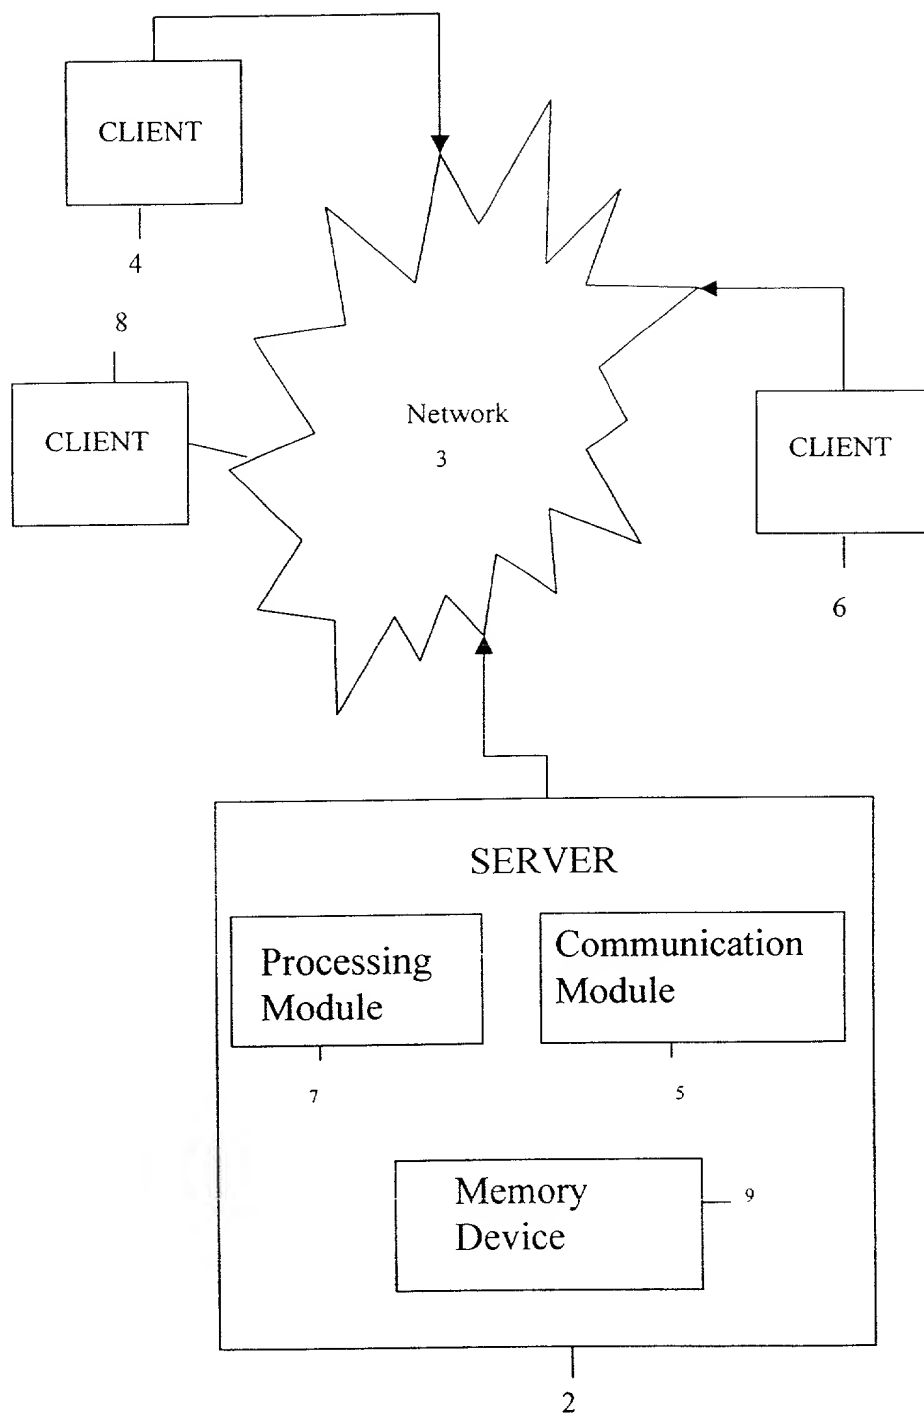 CLIENT
4
8
CLIENT
Network
3
CLIENT
6
SERVER
Processing
Module
7
Communication
Module
5
Memory
Device
9
2